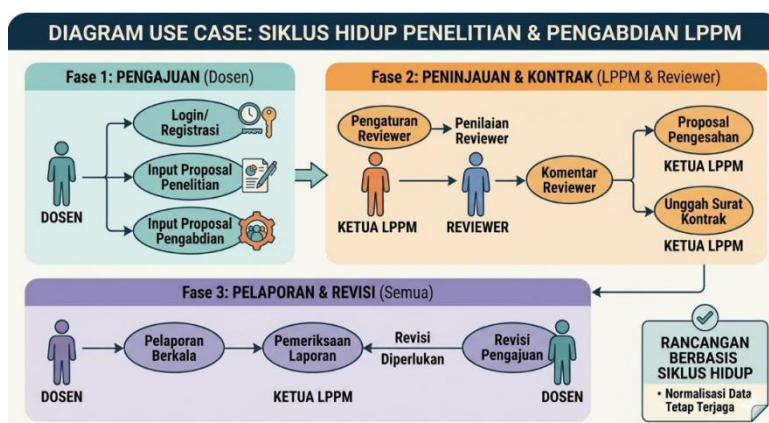 DIAGRAM USE CASE: SIKLUS HIDUP PENELITIAN & PENGABDIAN LPPM
Fase 1: PENGAJUAN (Dosen)
Login/
Registrasi
Input Proposal
Penelitian
Input Proposal
Pengabdian
DOSEN
Fase 2: PENINJAUAN & KONTRAK (LPPM & Reviewer)
Pengaturan
Reviewer
Penilaian
Reviewer
KETUA LPPM
REVIEWER
Komentar
Reviewer
Proposal
Pengesahan
KETUA LPPM
Unggah Surat
Kontrak
KETUA LPPM
Fase 3: PELAPORAN & REVISI (Semua)
DOSEN
Pelaporan
Berkala
Pemeriksaan
Laporan
KETUA LPPM
Revisi
Diperlukan
Revisi
Pengajuan
DOSEN
RANCANGAN
BERBASIS
SIKLUS HIDUP
• Normalisasi Data
Tetap Terjaga